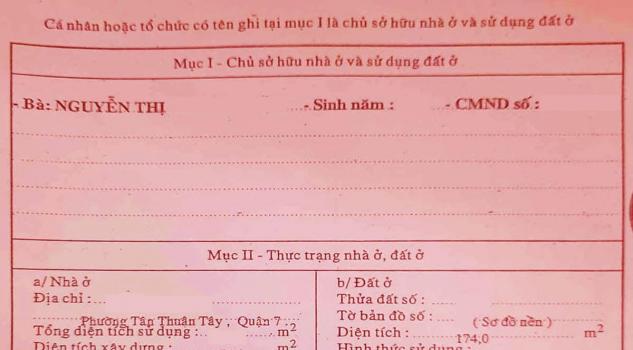 Cá nhân hoặc tổ chức có tên ghi tại mục I là chủ sở hữu nhà ở và sử dụng đất ở
Mục I - Chủ sở hữu nhà ở và sử dụng đất ở
- Bà: NGUYỄN THỊ - Sinh năm : - CMND số :
Mục II - Thực trạng nhà ở, đất ở
a/ Nhà ở
Địa chỉ :
Phường Tân Thuận Tây , Quận 7
Tổng diện tích sử dụng : m²
Diện tích xây dựng : m²
b/ Đất ở
Thửa đất số :
Tờ bản đồ số : ( Sơ đồ nền )
Diện tích : 174,0 m²
Hình thức sử dụng :